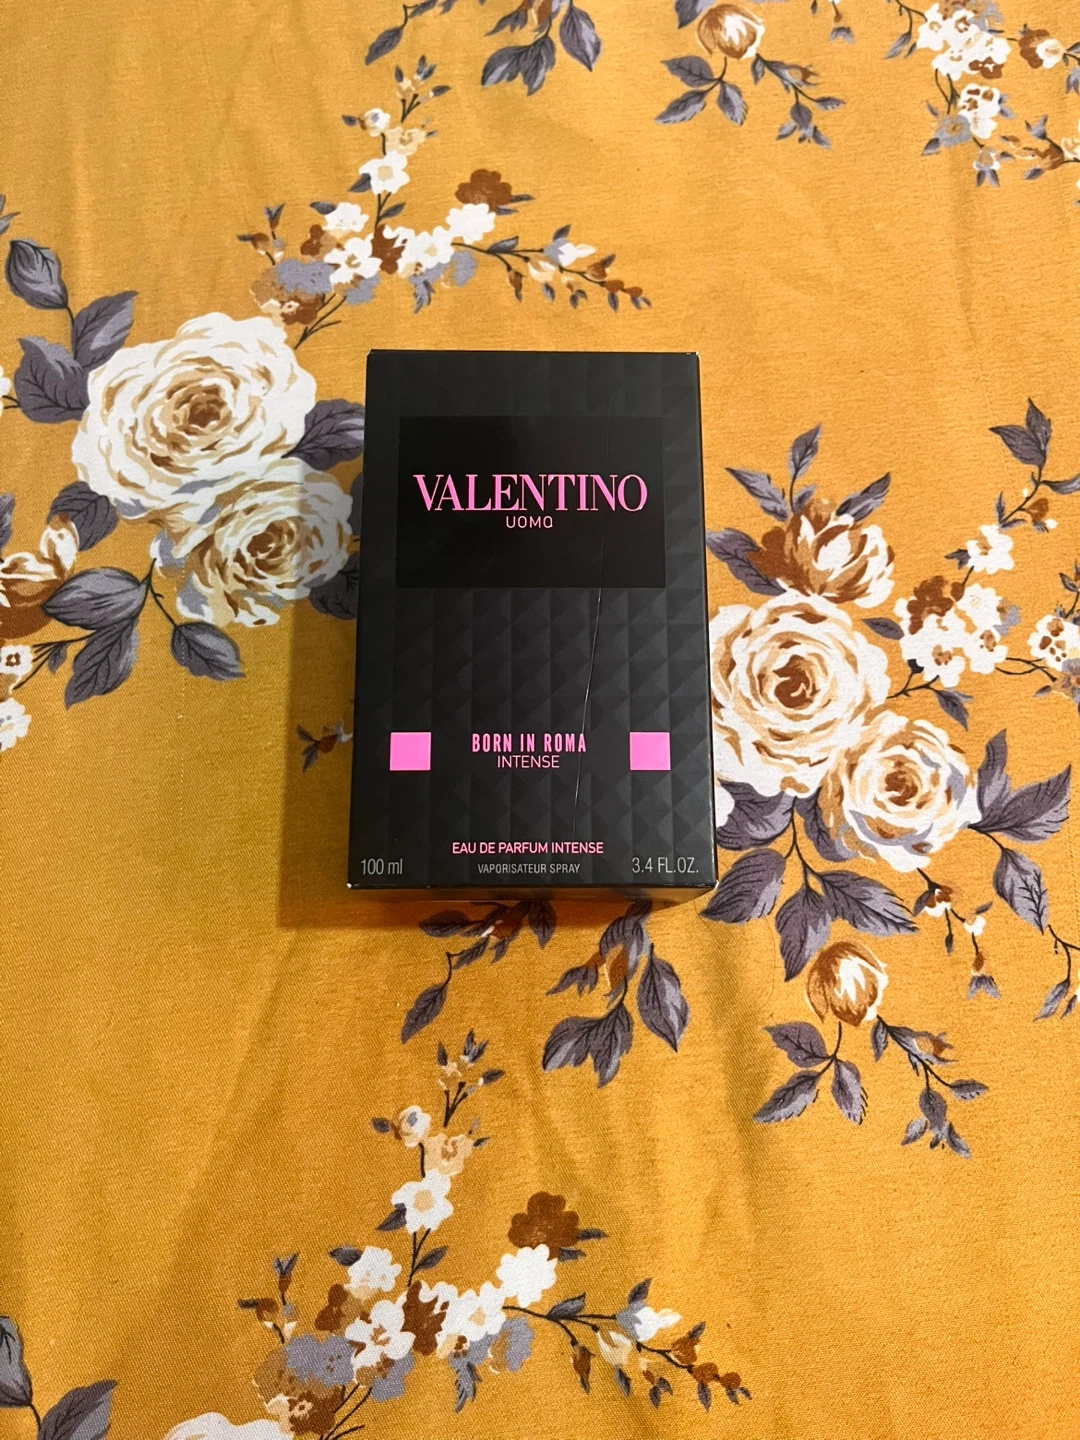 VALENTINO
UOMO
BORN IN ROMA
INTENSE
EAU DE PARFUM INTENSE
100 ml VAPORISATEUR SPRAY 3.4 FL.OZ.